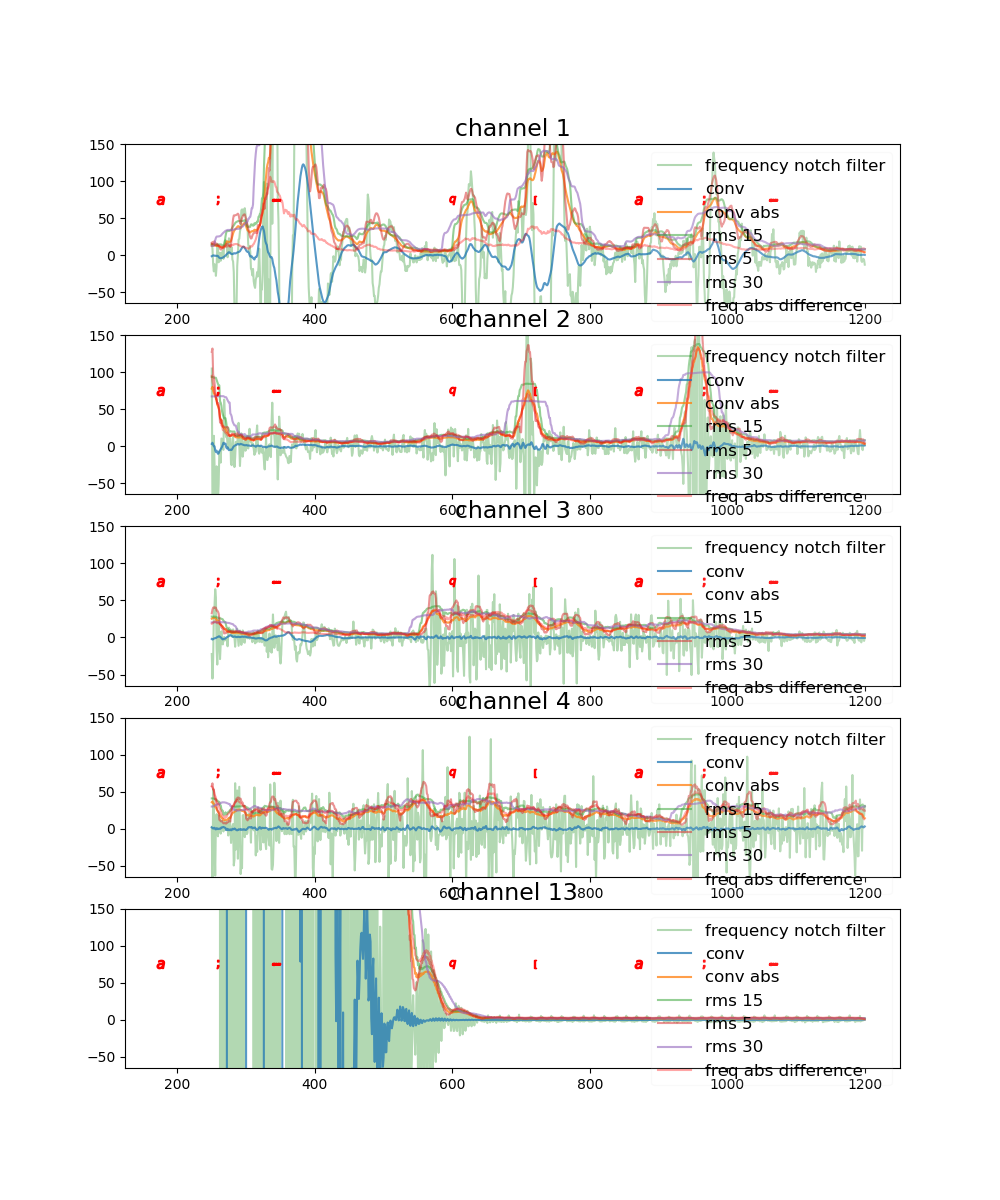 channel 1
150
100
50
0
−50
a ; − q [ a ; −
frequency notch filter
conv
conv abs
rms 15
rms 5
rms 30
freq abs difference
200 400 600 800 1000 1200
channel 2
150
100
50
0
−50
a ; − q [ a ; −
frequency notch filter
conv
conv abs
rms 15
rms 5
rms 30
freq abs difference
200 400 600 800 1000 1200
channel 3
150
100
50
0
−50
a ; − q [ a ; −
frequency notch filter
conv
conv abs
rms 15
rms 5
rms 30
freq abs difference
200 400 600 800 1000 1200
channel 4
150
100
50
0
−50
a ; − q [ a ; −
frequency notch filter
conv
conv abs
rms 15
rms 5
rms 30
freq abs difference
200 400 600 800 1000 1200
channel 13
150
100
50
0
−50
a ; − q [ a ; −
frequency notch filter
conv
conv abs
rms 15
rms 5
rms 30
freq abs difference
200 400 600 800 1000 1200